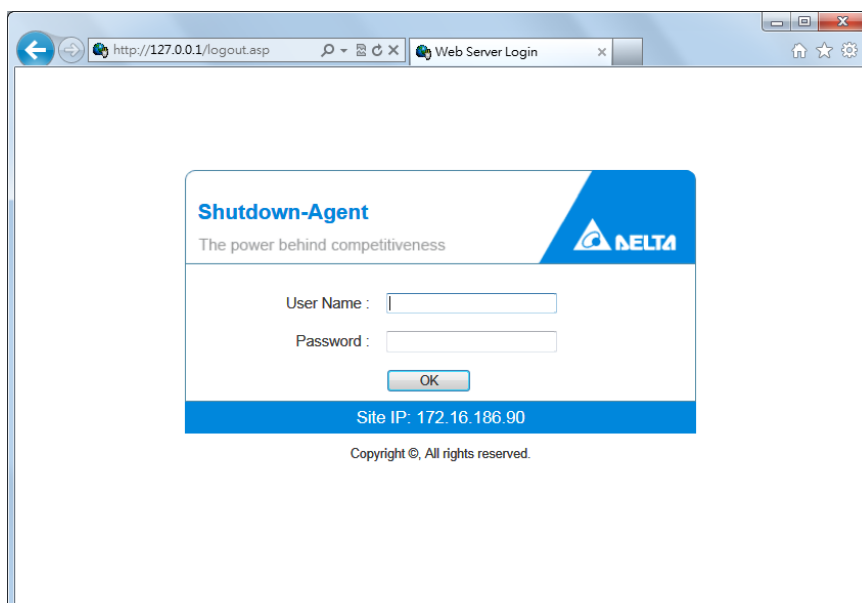 http://127.0.0.1/logout.asp
Web Server Login
Shutdown-Agent
The power behind competitiveness
DELTA
User Name :
Password :
OK
Site IP: 172.16.186.90
Copyright ©, All rights reserved.